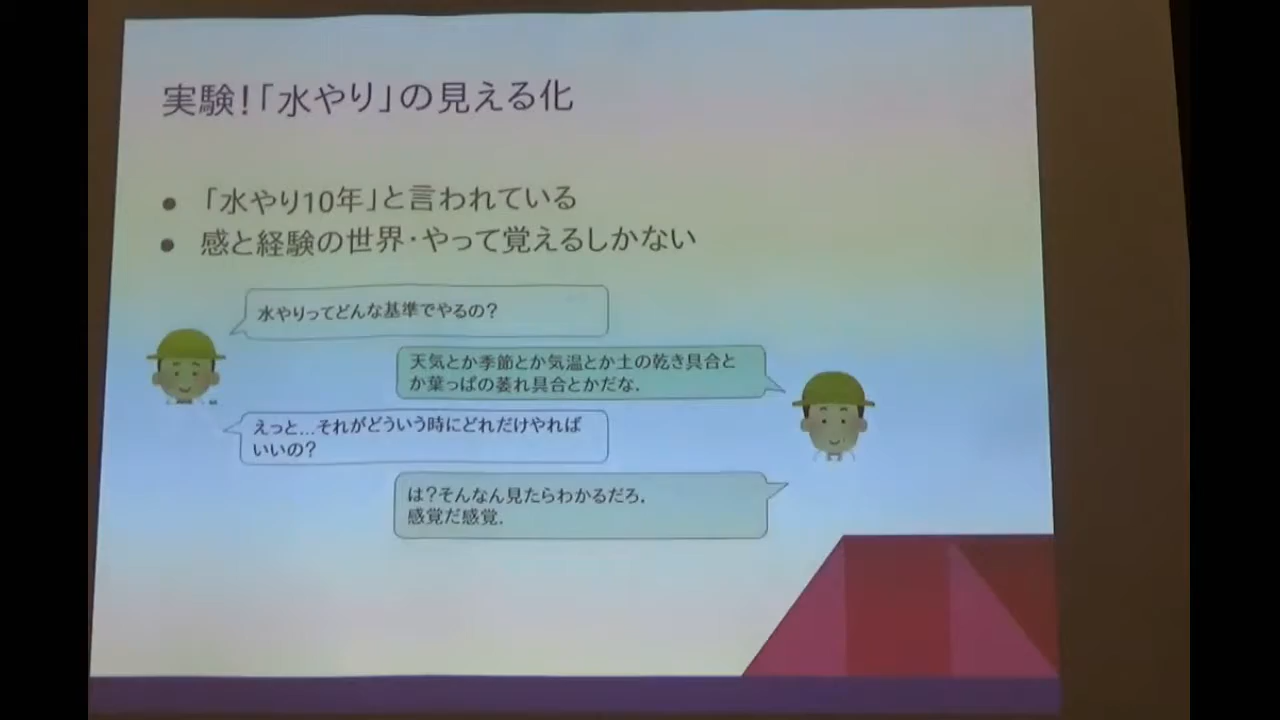 実験!「水やり」の見える化
● 「水やり10年」と言われている
● 感と経験の世界・やって覚えるしかない
水やりってどんな基準でやるの?
天気とか季節とか気温とか土の乾き具合と
か葉っぱの萎れ具合とかだな.
えっと...それがどういう時にどれだけやれば
いいの?
は?そんなん見たらわかるだろ.
感覚だ感覚.